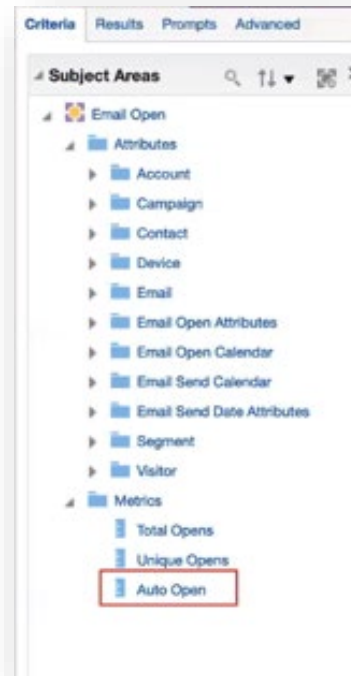 Criteria Results Prompts Advanced
Subject Areas
Email Open
Attributes
Account
Campaign
Contact
Device
Email
Email Open Attributes
Email Open Calendar
Email Send Calendar
Email Send Date Attributes
Segment
Visitor
Metrics
Total Opens
Unique Opens
Auto Open